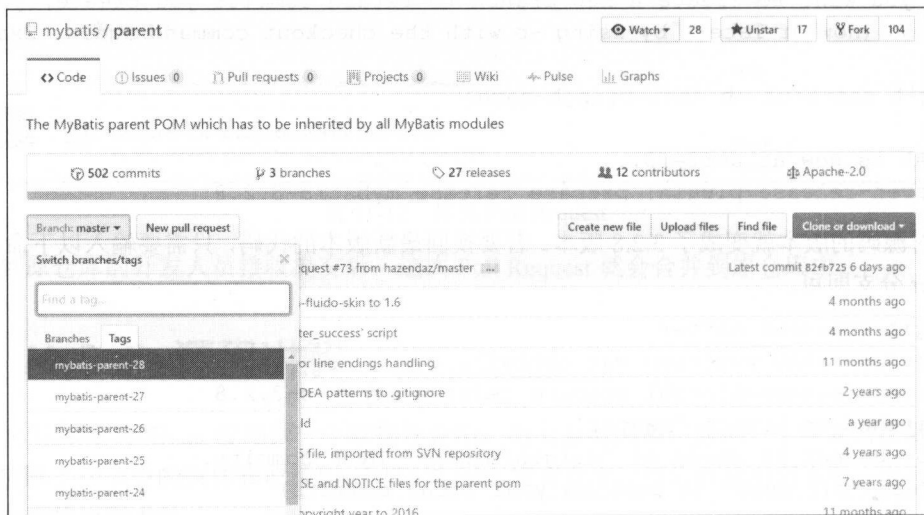 mybatis / parent
Watch 28 Unstar 17 Fork 104
Code Issues 0 Pull requests 0 Projects 0 Wiki Pulse Graphs
The MyBatis parent POM which has to be inherited by all MyBatis modules
502 commits 3 branches 27 releases 12 contributors Apache-2.0
Branch: master New pull request Create new file Upload files Find file Clone or download
Switch branches/tags
quest #73 from hazendaz/master ... Latest commit 82fb725 6 days ago
Find a tag...
-fluido-skin to 1.6 4 months ago
ter_success' script 4 months ago
Branches Tags
mybatis-parent-28 or line endings handling 11 months ago
mybatis-parent-27 DEA patterns to .gitignore 2 years ago
mybatis-parent-26 ld a year ago
mybatis-parent-25 S file, imported from SVN repository 4 years ago
mybatis-parent-24 SE and NOTICE files for the parent pom 7 years ago
opyright year to 2016 11 months ago